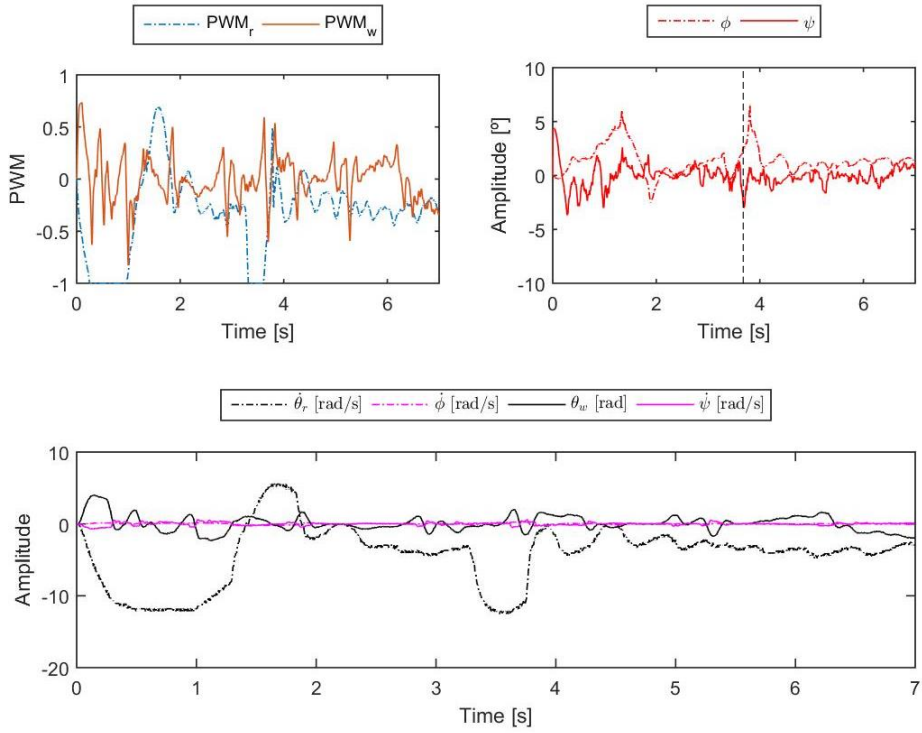 PWM_r PWM_w
φ ψ
1
0.5
0
-0.5
-1
PWM
0 2 4 6
Time [s]
10
5
0
-5
-10
Amplitude [º]
0 2 4 6
Time [s]
θ̇_r [rad/s] φ̇ [rad/s] θ_w [rad] ψ̇ [rad/s]
10
0
-10
-20
Amplitude
0 1 2 3 4 5 6 7
Time [s]